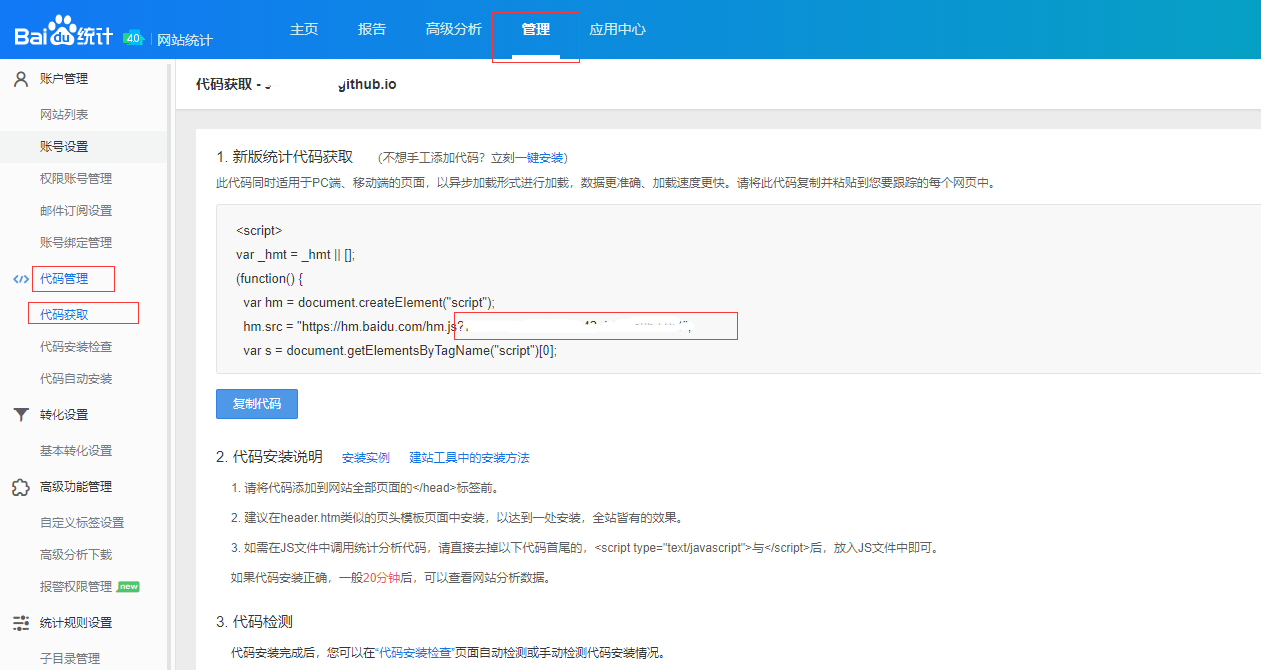 Baidu统计 4.0 | 网站统计
主页 报告 高级分析 管理 应用中心
账户管理
网站列表
账号设置
权限账号管理
邮件订阅设置
账号绑定管理
</> 代码管理
代码获取
代码安装检查
代码自动安装
转化设置
基本转化设置
高级功能管理
自定义标签设置
高级分析下载
报警权限管理 new
统计规则设置
子目录管理
代码获取 - github.io
1. 新版统计代码获取 (不想手工添加代码？立刻一键安装)
此代码同时适用于PC端、移动端的页面，以异步加载形式进行加载，数据更准确、加载速度更快。请将此代码复制并粘贴到您要跟踪的每个网页中。
<script>
var _hmt = _hmt || [];
(function() {
var hm = document.createElement("script");
hm.src = "https://hm.baidu.com/hm.js?
var s = document.getElementsByTagName("script")[0];
复制代码
2. 代码安装说明 安装实例 建站工具中的安装方法
1. 请将代码添加到网站全部页面的</head>标签前。
2. 建议在header.htm类似的页头模板页面中安装，以达到一处安装，全站皆有的效果。
3. 如需在JS文件中调用统计分析代码，请直接去掉以下代码首尾的，<script type="text/javascript">与</script>后，放入JS文件中即可。
如果代码安装正确，一般20分钟后，可以查看网站分析数据。
3. 代码检测
代码安装完成后，您可以在“代码安装检查”页面自动检测或手动检测代码安装情况。